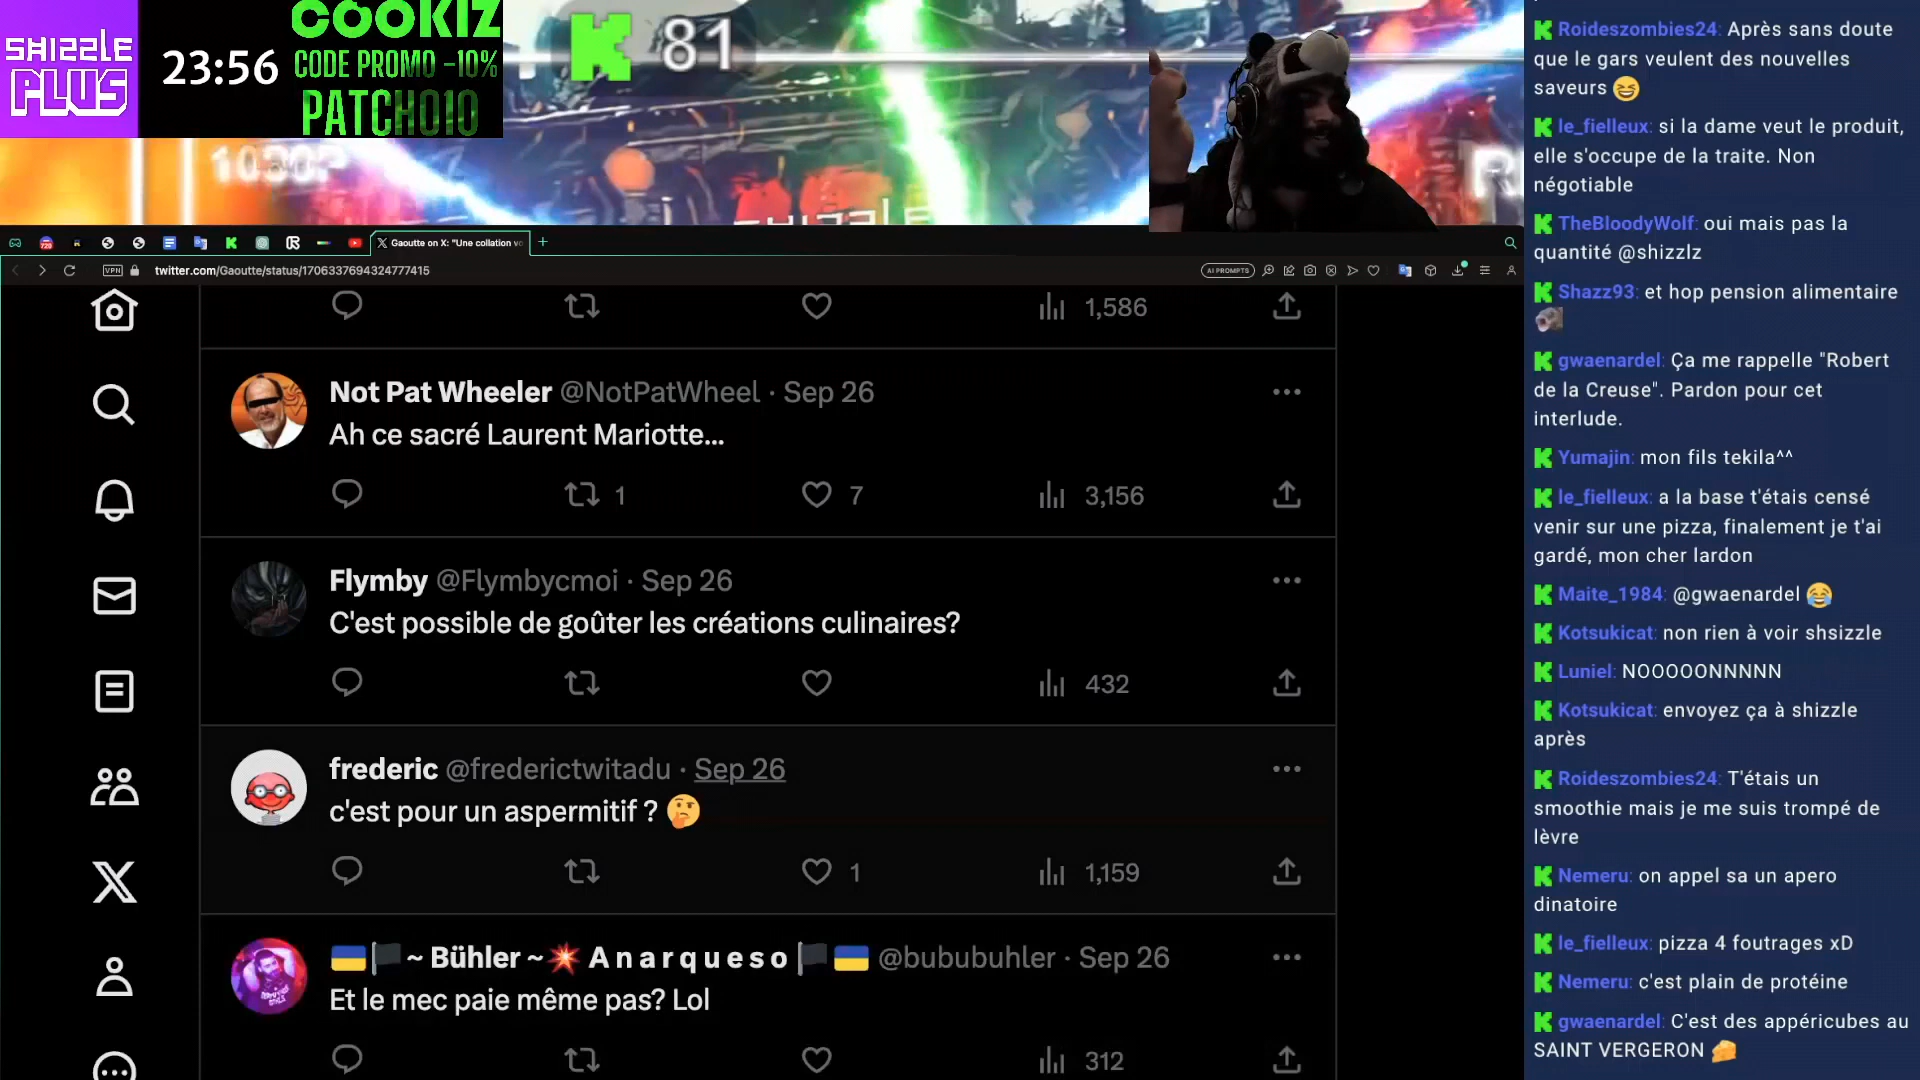 SHIZZLE
PLUS
23:56
COOKIZ
CODE PROMO -10%
PATCHO10
81
1080P
Gaoutte on X: "Une collation
twitter.com/Gaoutte/status/1706337694324777415
VPN
AI PROMPTS
1,586
Not Pat Wheeler @NotPatWheel · Sep 26
Ah ce sacré Laurent Mariotte...
1 7 3,156
Flymby @Flymbycmoi · Sep 26
C'est possible de goûter les créations culinaires?
432
frederic @frederictwitadu · Sep 26
c'est pour un aspermitif ? 🤔
1 1,159
🇺🇦🏴 ~ Bühler ~💥 A n a r q u e s o 🏴🇺🇦 @bububuhler · Sep 26
Et le mec paie même pas? Lol
312
Roideszombies24: Après sans doute
que le gars veulent des nouvelles
saveurs 😆
le_fielleux: si la dame veut le produit,
elle s'occupe de la traite. Non
négotiable
TheBloodyWolf: oui mais pas la
quantité @shizzlz
Shazz93: et hop pension alimentaire
gwaenardel: Ça me rappelle "Robert
de la Creuse". Pardon pour cet
interlude.
Yumajin: mon fils tekila^^
le_fielleux: a la base t'étais censé
venir sur une pizza, finalement je t'ai
gardé, mon cher lardon
Maite_1984: @gwaenardel 😂
Kotsukicat: non rien à voir shsizzle
Luniel: NOOOOONNNNN
Kotsukicat: envoyez ça à shizzle
après
Roideszombies24: T'étais un
smoothie mais je me suis trompé de
lèvre
Nemeru: on appel sa un apero
dinatoire
le_fielleux: pizza 4 foutrages xD
Nemeru: c'est plain de protéine
gwaenardel: C'est des appéricubes au
SAINT VERGERON 🧀